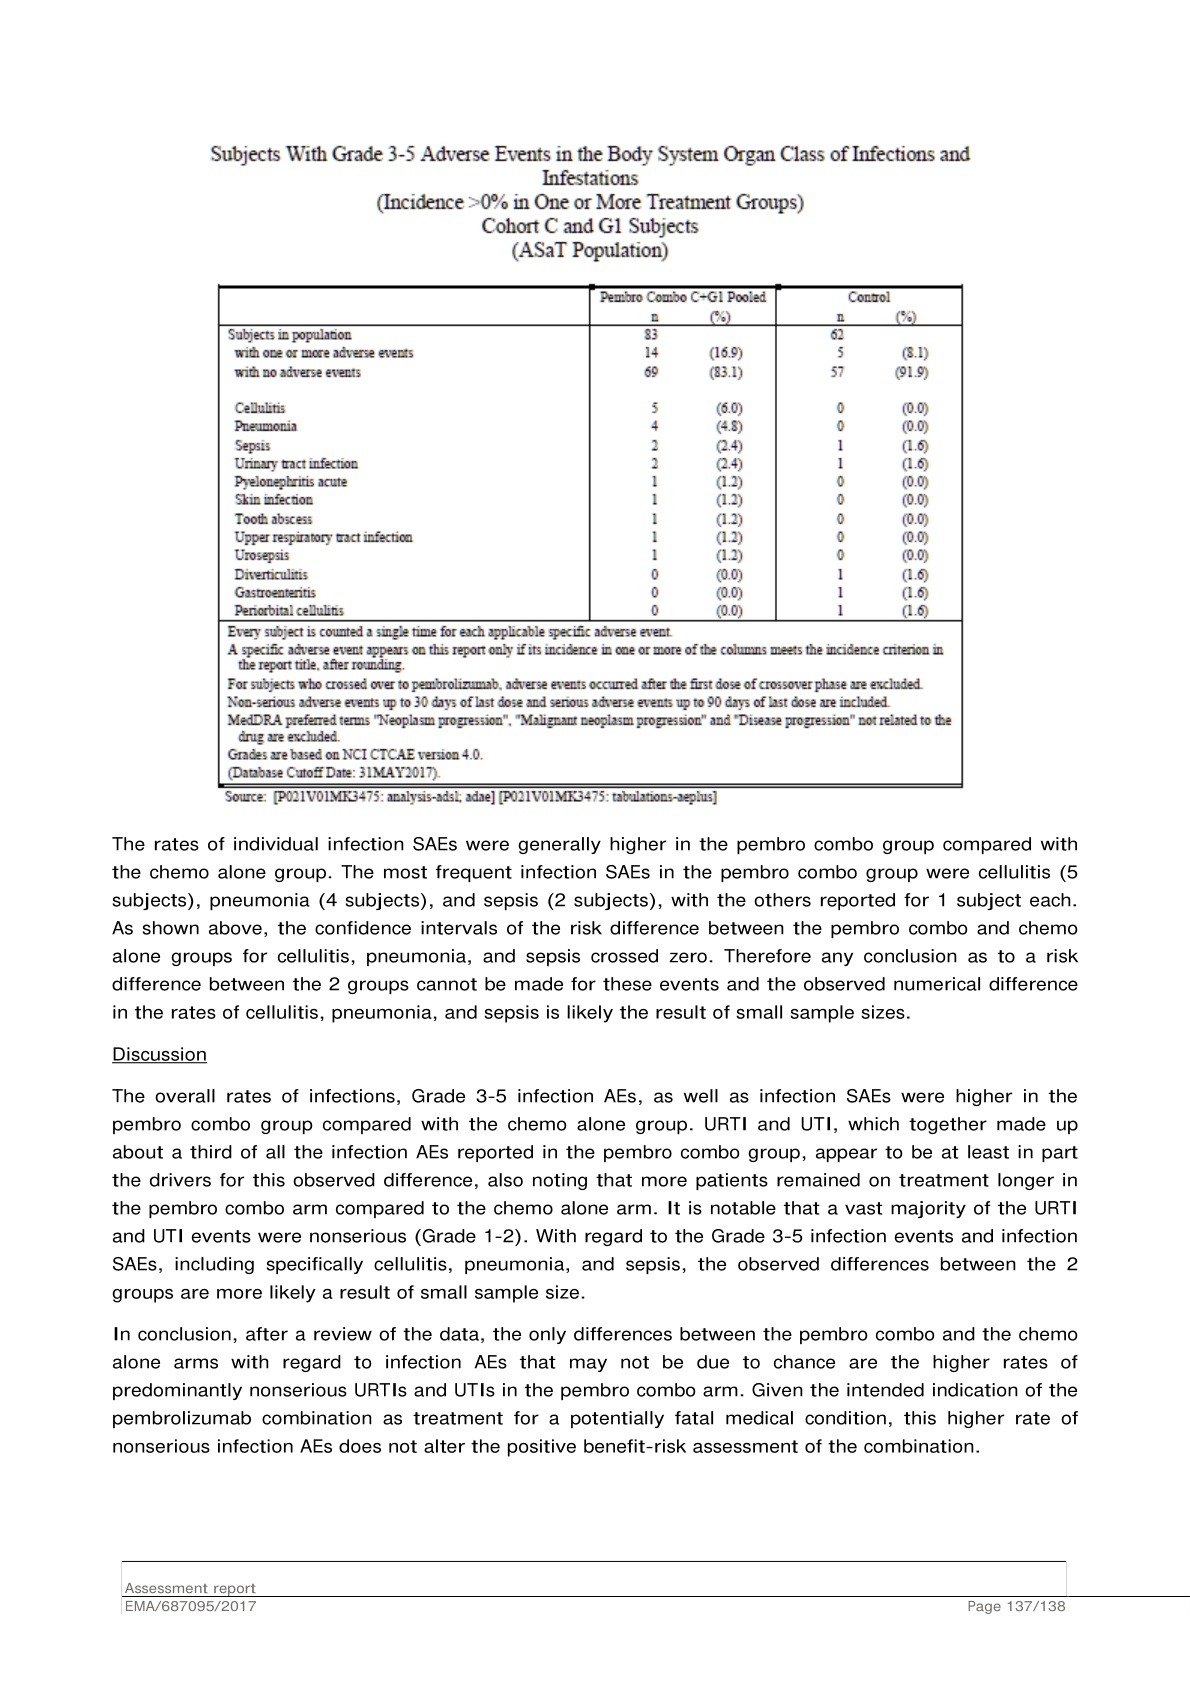 Subjects With Grade 3-5 Adverse Events in the Body System Organ Class of Infections and
Infestations
(Incidence >0% in One or More Treatment Groups)
Cohort C and G1 Subjects
(ASaT Population)
Pembro Combo C+G1 Pooled Control
n (%) n (%)
Subjects in population 83 62
with one or more adverse events 14 (16.9) 5 (8.1)
with no adverse events 69 (83.1) 57 (91.9)
Cellulitis 5 (6.0) 0 (0.0)
Pneumonia 4 (4.8) 0 (0.0)
Sepsis 2 (2.4) 1 (1.6)
Urinary tract infection 2 (2.4) 1 (1.6)
Pyelonephritis acute 1 (1.2) 0 (0.0)
Skin infection 1 (1.2) 0 (0.0)
Tooth abscess 1 (1.2) 0 (0.0)
Upper respiratory tract infection 1 (1.2) 0 (0.0)
Urosepsis 1 (1.2) 0 (0.0)
Diverticulitis 0 (0.0) 1 (1.6)
Gastroenteritis 0 (0.0) 1 (1.6)
Periorbital cellulitis 0 (0.0) 1 (1.6)
Every subject is counted a single time for each applicable specific adverse event.
A specific adverse event appears on this report only if its incidence in one or more of the columns meets the incidence criterion in
the report title, after rounding.
For subjects who crossed over to pembrolizumab, adverse events occurred after the first dose of crossover phase are excluded.
Non-serious adverse events up to 30 days of last dose and serious adverse events up to 90 days of last dose are included.
MedDRA preferred terms "Neoplasm progression", "Malignant neoplasm progression" and "Disease progression" not related to the
drug are excluded.
Grades are based on NCI CTCAE version 4.0.
(Database Cutoff Date: 31MAY2017).
Source: [P021V01MK3475: analysis-adsl; adae] [P021V01MK3475: tabulations-aeplus]
The rates of individual infection SAEs were generally higher in the pembro combo group compared with
the chemo alone group. The most frequent infection SAEs in the pembro combo group were cellulitis (5
subjects), pneumonia (4 subjects), and sepsis (2 subjects), with the others reported for 1 subject each.
As shown above, the confidence intervals of the risk difference between the pembro combo and chemo
alone groups for cellulitis, pneumonia, and sepsis crossed zero. Therefore any conclusion as to a risk
difference between the 2 groups cannot be made for these events and the observed numerical difference
in the rates of cellulitis, pneumonia, and sepsis is likely the result of small sample sizes.
Discussion
The overall rates of infections, Grade 3-5 infection AEs, as well as infection SAEs were higher in the
pembro combo group compared with the chemo alone group. URTI and UTI, which together made up
about a third of all the infection AEs reported in the pembro combo group, appear to be at least in part
the drivers for this observed difference, also noting that more patients remained on treatment longer in
the pembro combo arm compared to the chemo alone arm. It is notable that a vast majority of the URTI
and UTI events were nonserious (Grade 1-2). With regard to the Grade 3-5 infection events and infection
SAEs, including specifically cellulitis, pneumonia, and sepsis, the observed differences between the 2
groups are more likely a result of small sample size.
In conclusion, after a review of the data, the only differences between the pembro combo and the chemo
alone arms with regard to infection AEs that may not be due to chance are the higher rates of
predominantly nonserious URTIs and UTIs in the pembro combo arm. Given the intended indication of the
pembrolizumab combination as treatment for a potentially fatal medical condition, this higher rate of
nonserious infection AEs does not alter the positive benefit-risk assessment of the combination.
Assessment report
EMA/687095/2017 Page 137/138